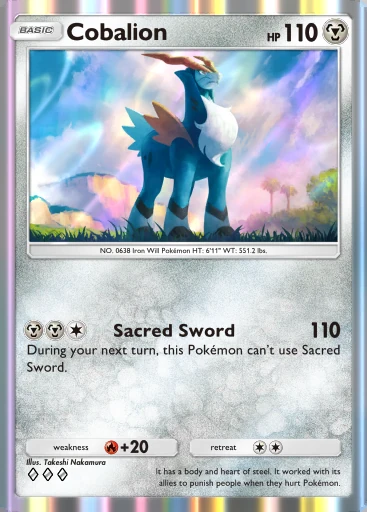 BASIC Cobalion HP 110
NO. 0638 Iron Will Pokémon HT: 6'11" WT: 551.2 lbs.
Sacred Sword 110
During your next turn, this Pokémon can't use Sacred
Sword.
weakness +20 retreat
Illus. Takeshi Nakamura
It has a body and heart of steel. It worked with its
allies to punish people when they hurt Pokémon.